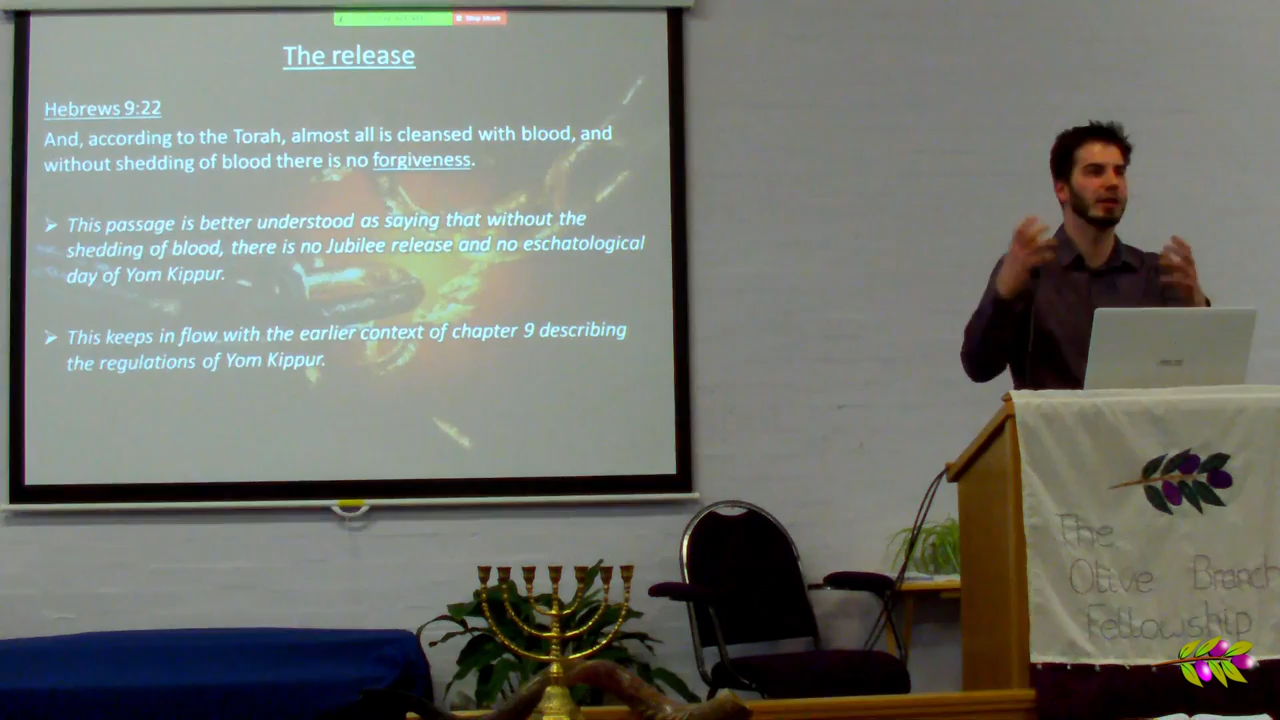 Stop Share
The release
Hebrews 9:22
And, according to the Torah, almost all is cleansed with blood, and
without shedding of blood there is no forgiveness.
➢ This passage is better understood as saying that without the
shedding of blood, there is no Jubilee release and no eschatological
day of Yom Kippur.
➢ This keeps in flow with the earlier context of chapter 9 describing
the regulations of Yom Kippur.
The
Olive Branch
Fellowship